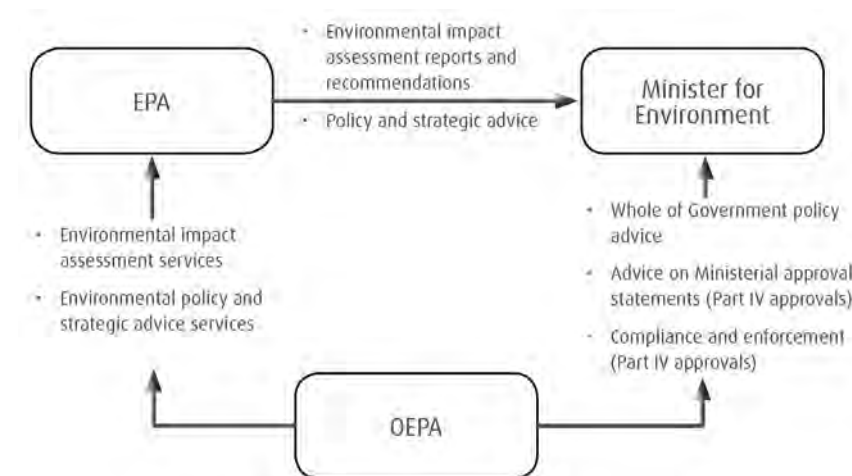 EPA
• Environmental impact
assessment reports and
recommendations
• Policy and strategic advice
Minister for
Environment
• Environmental impact
assessment services
• Environmental policy and
strategic advice services
• Whole of Government policy
advice
• Advice on Ministerial approval
statements (Part IV approvals)
• Compliance and enforcement
(Part IV approvals)
OEPA